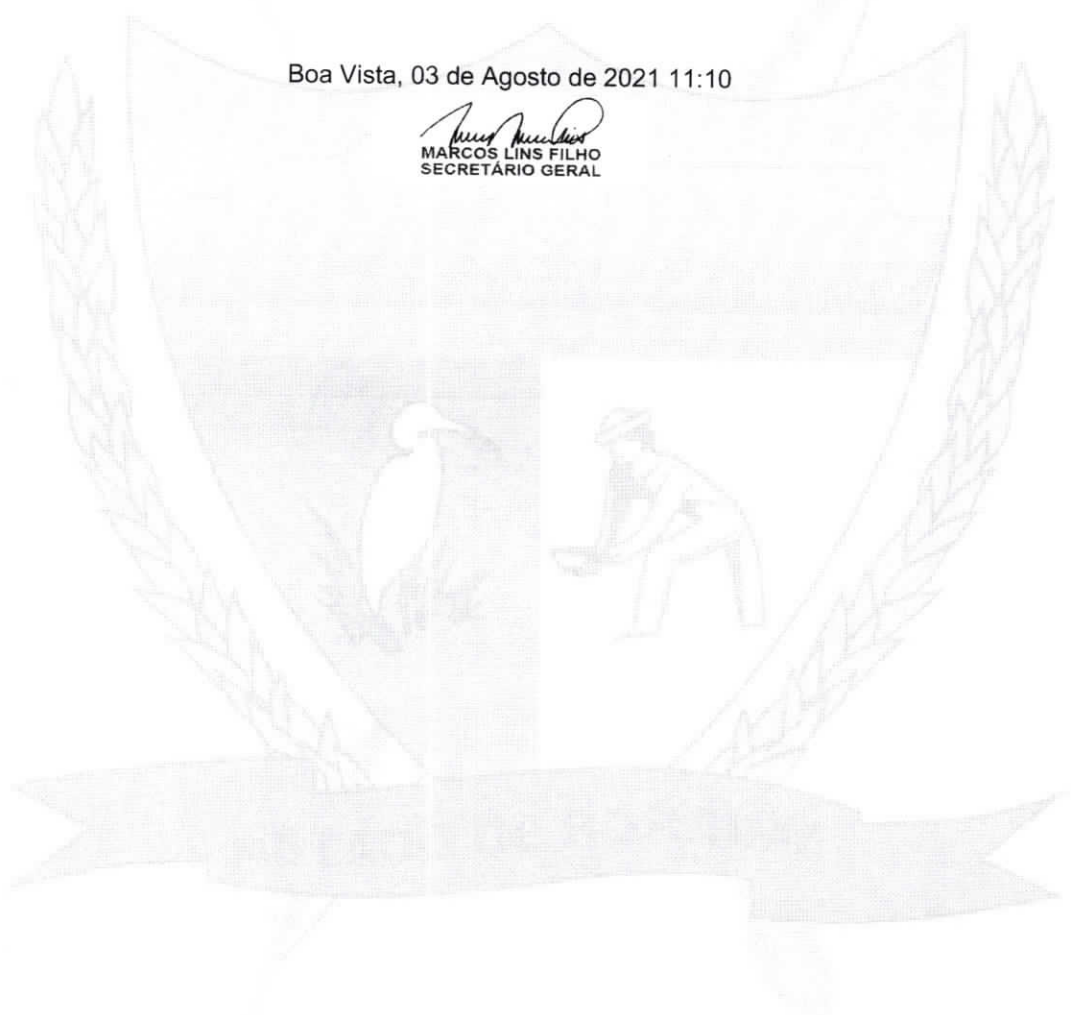 Boa Vista, 03 de Agosto de 2021 11:10
MARCOS LINS FILHO
SECRETÁRIO GERAL